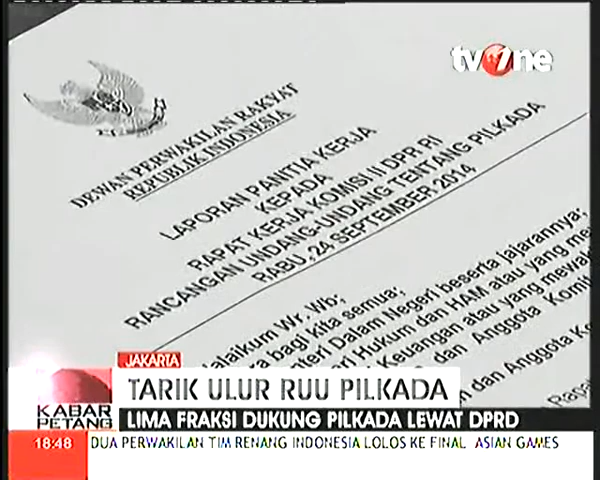 tvOne
DEWAN PERWAKILAN RAKYAT
REPUBLIK INDONESIA
LAPORAN PANITIA KERJA
KEPADA
RAPAT KERJA KOMISI II DPR RI
RANCANGAN UNDANG-UNDANG TENTANG PILKADA
RABU, 24 SEPTEMBER 2014
Wr, Wb;
bagi kita semua;
Dalam Negeri beserta jajarannya;
Hukum dan HAM atau yang
Keuangan atau yang
dan Anggota
dan Anggota
JAKARTA
TARIK ULUR RUU PILKADA
LIMA FRAKSI DUKUNG PILKADA LEWAT DPRD
KABAR
PETANG
18:48
DUA PERWAKILAN TIM RENANG INDONESIA LOLOS KE FINAL ASIAN GAMES